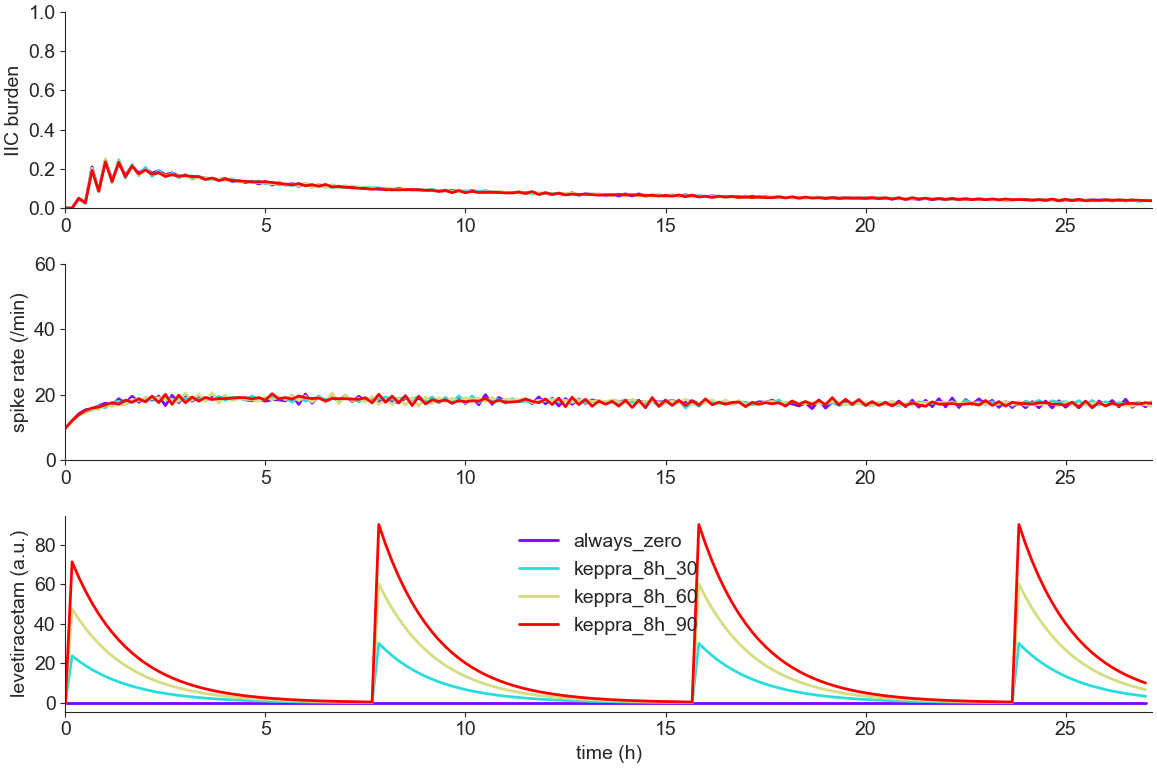 IIC burden
1.0
0.8
0.6
0.4
0.2
0.0
0 5 10 15 20 25
spike rate (/min)
60
40
20
0
0 5 10 15 20 25
levetiracetam (a.u.)
80
60
40
20
0
always_zero
keppra_8h_30
keppra_8h_60
keppra_8h_90
0 5 10 15 20 25
time (h)